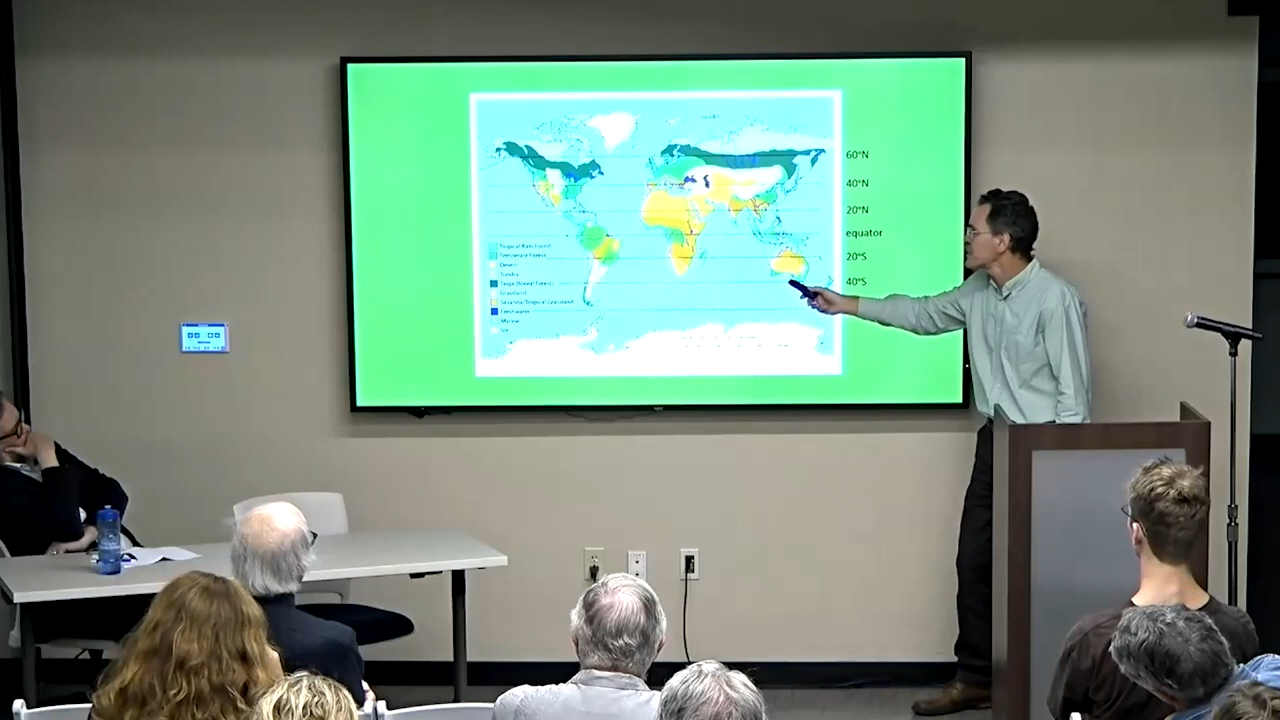 60°N
40°N
20°N
equator
20°S
40°S
Tropical Rain Forest
Temperate Forest
Desert
Tundra
Taiga (Boreal Forest)
Grassland
Savanna (Tropical Grassland)
Freshwater
Marine
Ice